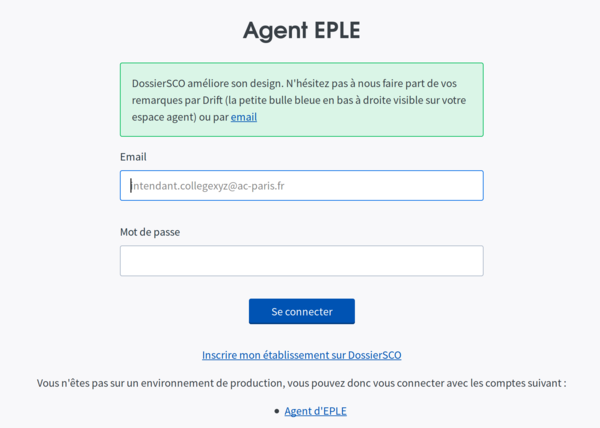 Agent EPLE
DossierSCO améliore son design. N'hésitez pas à nous faire part de vos
remarques par Drift (la petite bulle bleue en bas à droite visible sur votre
espace agent) ou par email
Email
intendant.collegexyz@ac-paris.fr
Mot de passe
Se connecter
Inscrire mon établissement sur DossierSCO
Vous n'êtes pas sur un environnement de production, vous pouvez donc vous connecter avec les comptes suivant :
• Agent d'EPLE